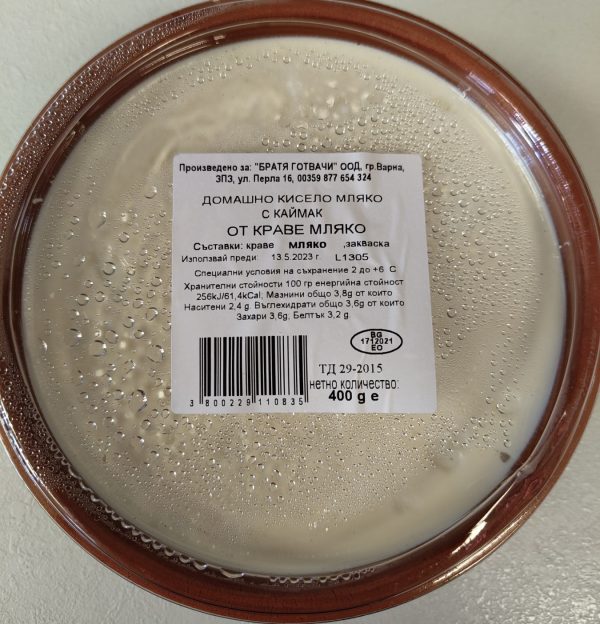 Произведено за: "БРАТЯ ГОТВАЧИ" ООД, гр.Варна,
ЗПЗ, ул. Перла 16, 00359 877 654 324
ДОМАШНО КИСЕЛО МЛЯКО
С КАЙМАК
ОТ КРАВЕ МЛЯКО
Съставки: краве МЛЯКО ,закваска
Използвай преди: 13.5.2023 г. L1305
Специални условия на съхранение 2 до +6 С
Хранителни стойности 100 гр енергийна стойност
256kJ/61,4kCal; Мазнини общо 3,8g от които
Наситени 2,4 g. Въглехидрати общо 3,6g от които
Захари 3,6g, Белтък 3,2 g.
BG
1712021
EO
ТД 29-2015
нетно количество:
400 g e
3 800229 110835